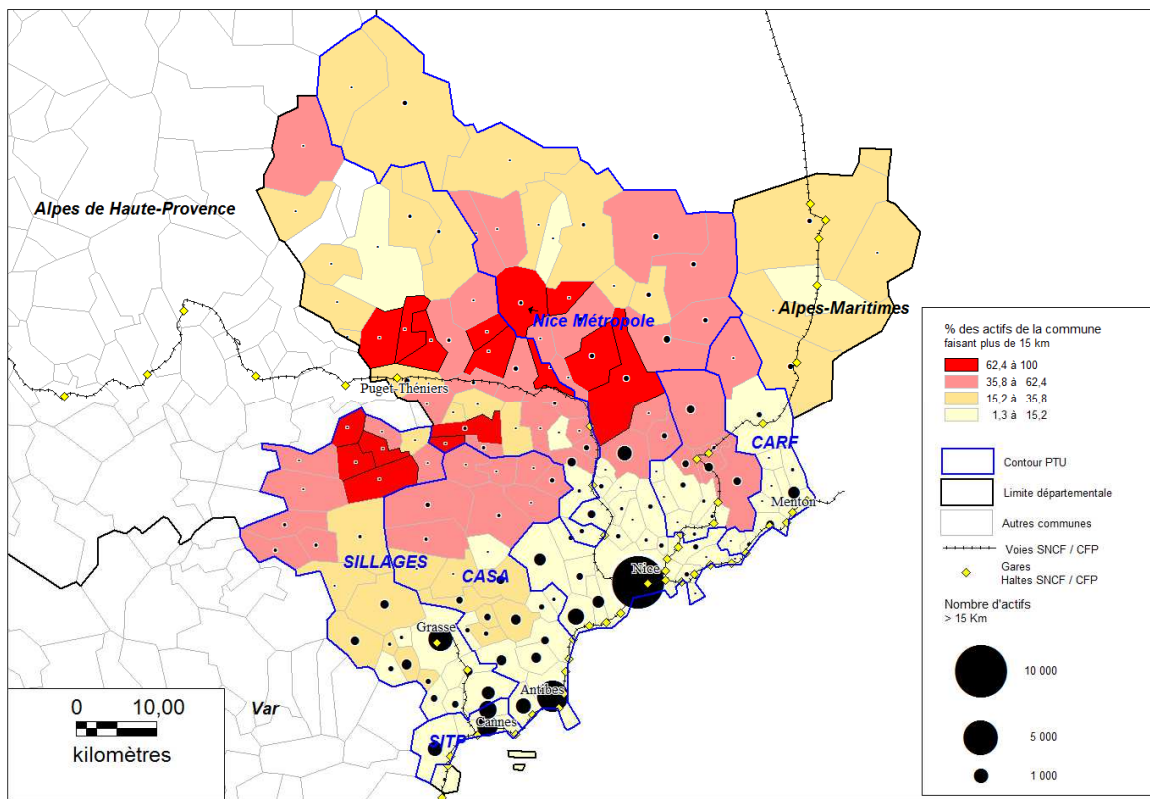 Alpes de Haute-Provence
Nice Métropole
Alpes-Maritimes
Puget-Théniers
CARF
Menton
SILLAGES
CASA
Nice
Grasse
Antibes
Cannes
SITP
Var
0 10,00
kilomètres
% des actifs de la commune
faisant plus de 15 km
62,4 à 100
35,8 à 62,4
15,2 à 35,8
1,3 à 15,2
Contour PTU
Limite départementale
Autres communes
Voies SNCF / CFP
Gares
Haltes SNCF / CFP
Nombre d'actifs
> 15 Km
10 000
5 000
1 000